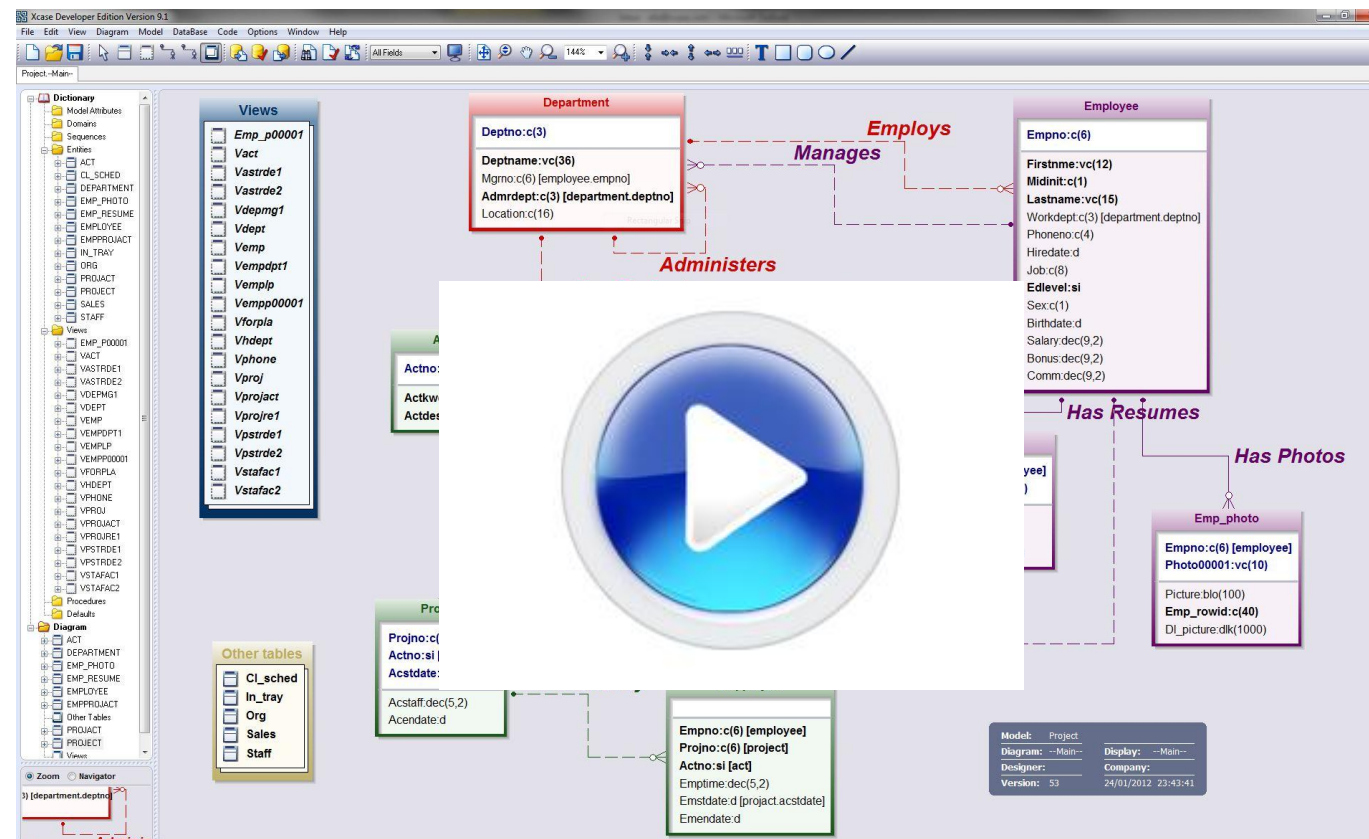 Xcase Developer Edition Version 9.1
File Edit View Diagram Model DataBase Code Options Window Help
All Fields
144%
Project.-Main--
Dictionary
Model Attributes
Domains
Sequences
Entities
ACT
CL_SCHED
DEPARTMENT
EMP_PHOTO
EMP_RESUME
EMPLOYEE
EMPPROJACT
IN_TRAY
ORG
PROJACT
PROJECT
SALES
STAFF
Views
EMP_P00001
VACT
VASTRDE1
VASTRDE2
VDEPMG1
VDEPT
VEMP
VEMPDPT1
VEMPLP
VEMPP00001
VFORPLA
VHDEPT
VPHONE
VPROJ
VPROJACT
VPROJRE1
VPSTRDE1
VPSTRDE2
VSTAFAC1
VSTAFAC2
Procedures
Defaults
Diagram
ACT
DEPARTMENT
EMP_PHOTO
EMP_RESUME
EMPLOYEE
EMPPROJACT
Other Tables
PROJACT
PROJECT
Views
Zoom Navigator
3) [department.deptno]
Views
Emp_p00001
Vact
Vastrde1
Vastrde2
Vdepmg1
Vdept
Vemp
Vempdpt1
Vemplp
Vempp00001
Vforpla
Vhdept
Vphone
Vproj
Vprojact
Vprojre1
Vpstrde1
Vpstrde2
Vstafac1
Vstafac2
Other tables
Cl_sched
In_tray
Org
Sales
Staff
Department
Deptno:c(3)
Deptname:vc(36)
Mgrno:c(6) [employee.empno]
Admrdept:c(3) [department.deptno]
Location:c(16)
Employs
Manages
Administers
Employee
Empno:c(6)
Firstnme:vc(12)
Midinit:c(1)
Lastname:vc(15)
Workdept:c(3) [department.deptno]
Phoneno:c(4)
Hiredate:d
Job:c(8)
Edlevel:si
Sex:c(1)
Birthdate:d
Salary:dec(9,2)
Bonus:dec(9,2)
Comm:dec(9,2)
Has Resumes
Has Photos
A
Actno:
Actkw
Actdes
yee]
)
Emp_photo
Empno:c(6) [employee]
Photo00001:vc(10)
Picture:blo(100)
Emp_rowid:c(40)
Dl_picture:dlk(1000)
Pro
Projno:c(
Actno:si [
Acstdate:
Acstaff:dec(5,2)
Acendate:d
Empno:c(6) [employee]
Projno:c(6) [project]
Actno:si [act]
Emptime:dec(5,2)
Emstdate:d [projact.acstdate]
Emendate:d
Model: Project
Diagram: --Main-- Display: --Main--
Designer: Company:
Version: 53 24/01/2012 23:43:41